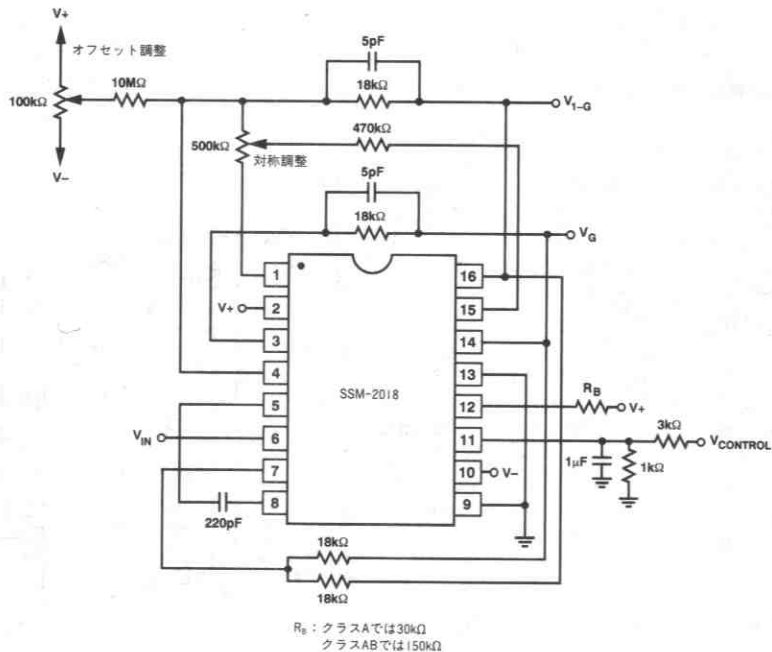 V+
オフセット調整
5pF
10MΩ
18kΩ
100kΩ
V1-G
470kΩ
500kΩ
対称調整
V-
5pF
18kΩ
VG
1
16
V+
2
15
3
14
4
SSM-2018
13
5
12
RB
V+
VIN
6
11
3kΩ
VCONTROL
7
10
V-
1μF
1kΩ
8
9
220pF
18kΩ
18kΩ
RB：クラスAでは30kΩ
クラスABでは150kΩ